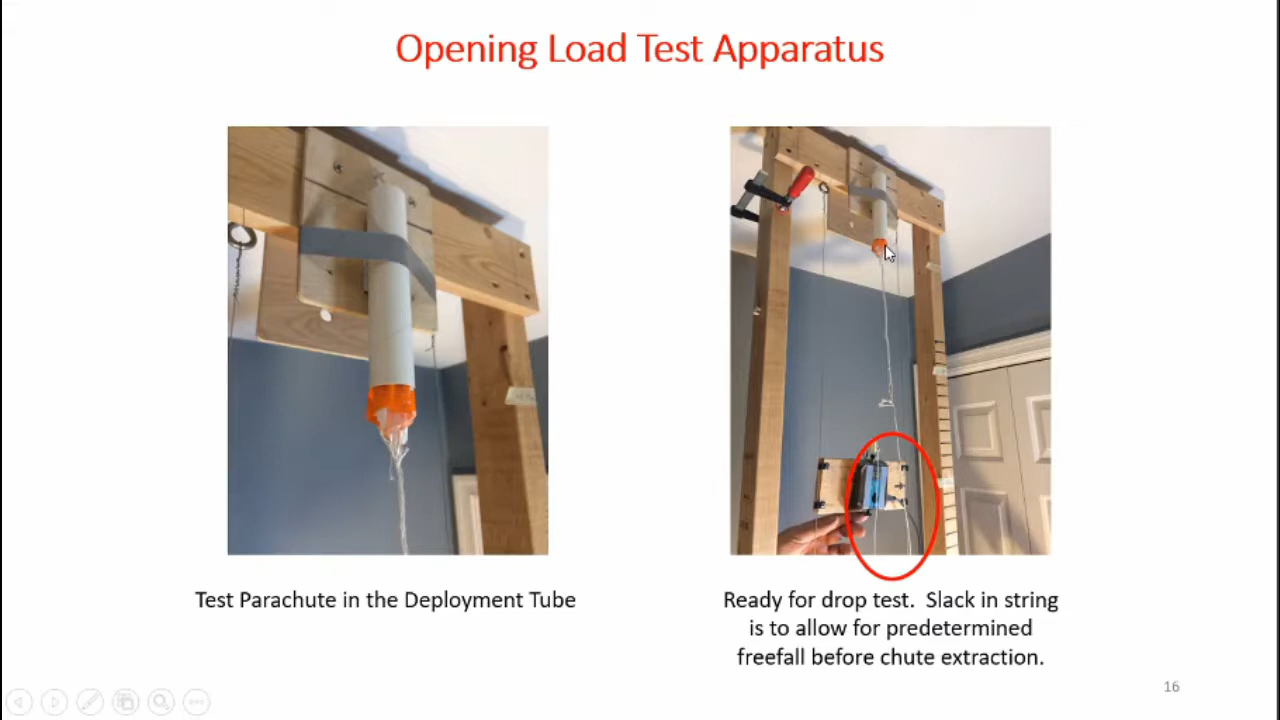 Opening Load Test Apparatus
Test Parachute in the Deployment Tube
Ready for drop test.  Slack in string
is to allow for predetermined
freefall before chute extraction.
16